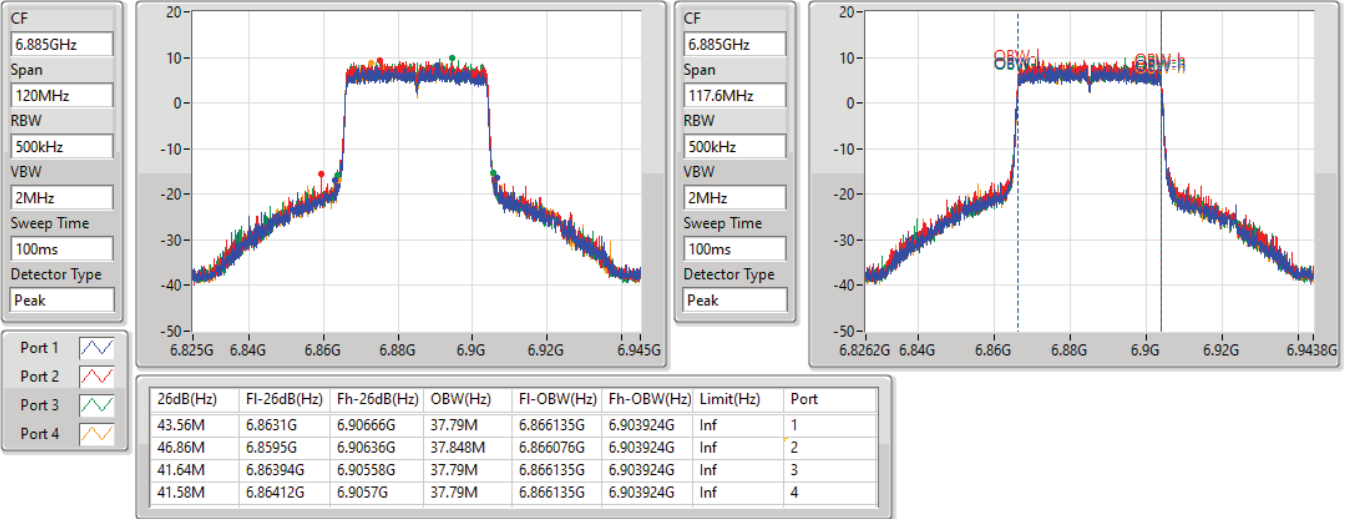 CF
6.885GHz
Span
120MHz
RBW
500kHz
VBW
2MHz
Sweep Time
100ms
Detector Type
Peak
20
10
0
-10
-20
-30
-40
-50
6.825G 6.84G 6.86G 6.88G 6.9G 6.92G 6.945G
CF
6.885GHz
Span
117.6MHz
RBW
500kHz
VBW
2MHz
Sweep Time
100ms
Detector Type
Peak
20
10
0
-10
-20
-30
-40
-50
OBW-l
OBW-h
6.8262G 6.84G 6.86G 6.88G 6.9G 6.92G 6.9438G
Port 1
Port 2
Port 3
Port 4
26dB(Hz) Fl-26dB(Hz) Fh-26dB(Hz) OBW(Hz) Fl-OBW(Hz) Fh-OBW(Hz) Limit(Hz) Port
43.56M 6.8631G 6.90666G 37.79M 6.866135G 6.903924G Inf 1
46.86M 6.8595G 6.90636G 37.848M 6.866076G 6.903924G Inf 2
41.64M 6.86394G 6.90558G 37.79M 6.866135G 6.903924G Inf 3
41.58M 6.86412G 6.9057G 37.79M 6.866135G 6.903924G Inf 4